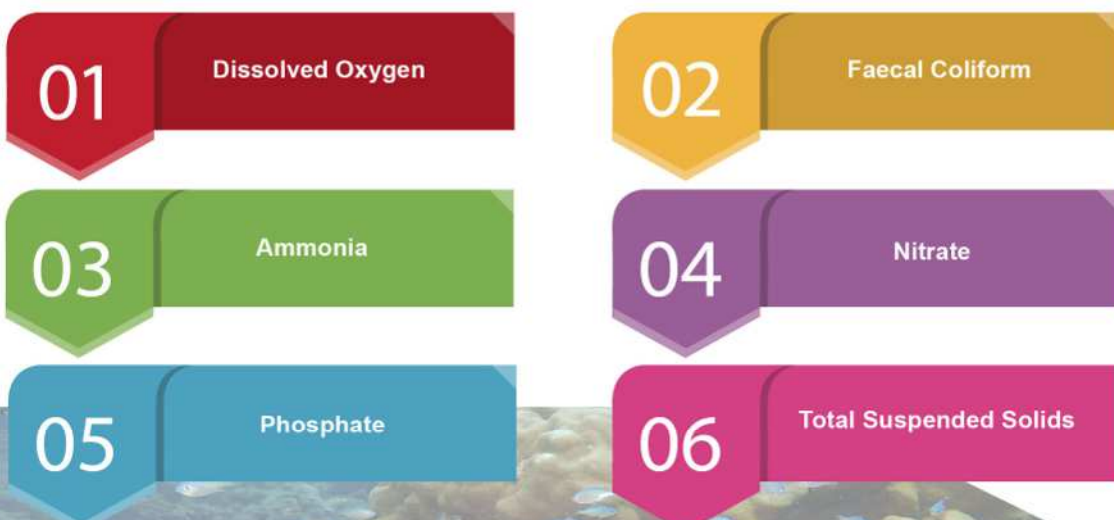 01
Dissolved Oxygen
02
Faecal Coliform
03
Ammonia
04
Nitrate
05
Phosphate
06
Total Suspended Solids